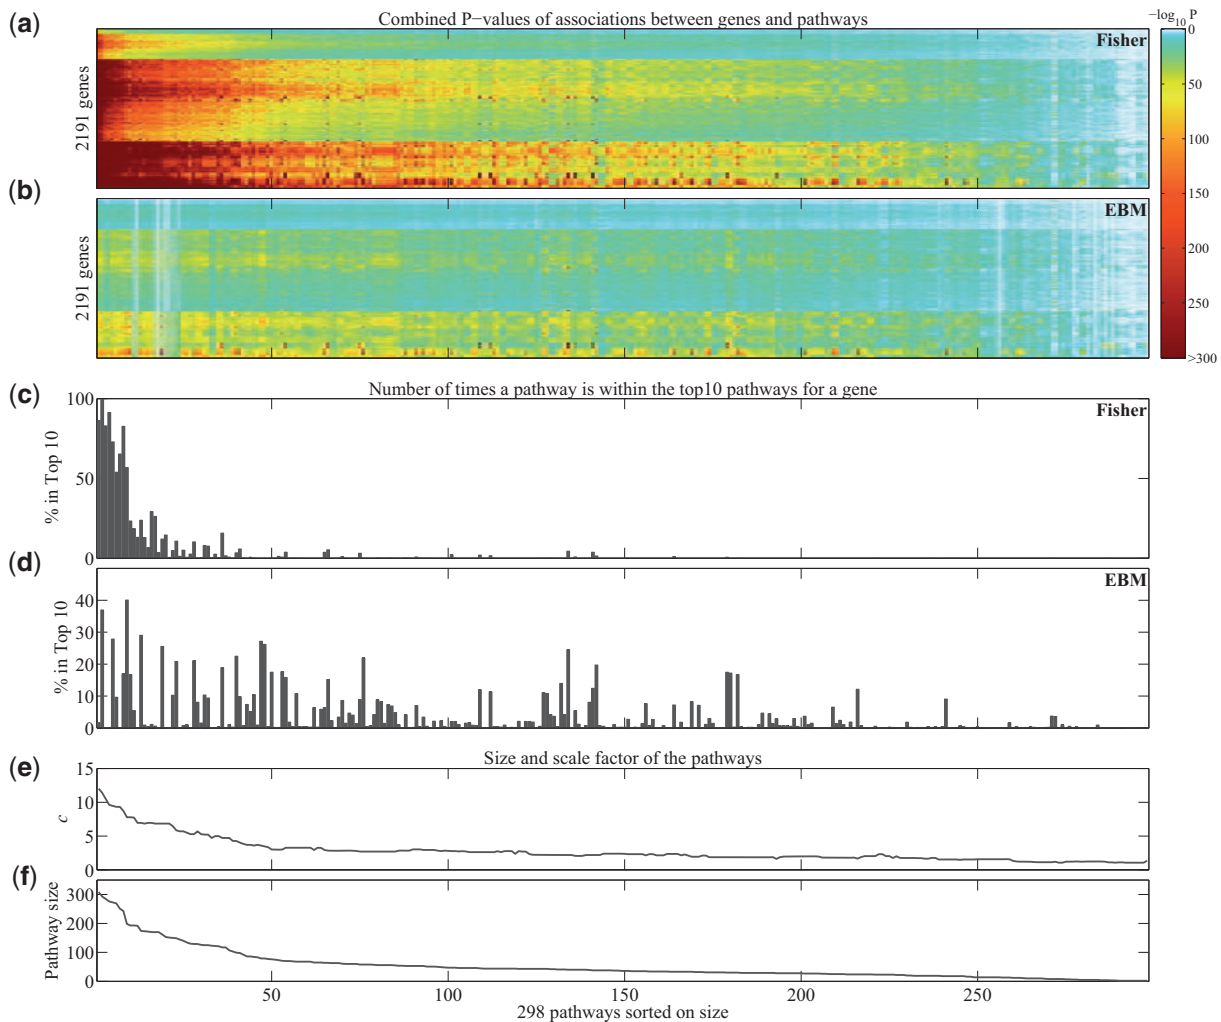 (a)
Combined P−values of associations between genes and pathways
−log10 P
Fisher
2191 genes
0
50
100
150
200
250
>300
(b)
EBM
2191 genes
(c)
Number of times a pathway is within the top10 pathways for a gene
Fisher
% in Top 10
100
50
0
(d)
EBM
% in Top 10
40
30
20
10
0
(e)
Size and scale factor of the pathways
c
15
10
5
0
(f)
Pathway size
300
200
100
0
50 100 150 200 250
298 pathways sorted on size